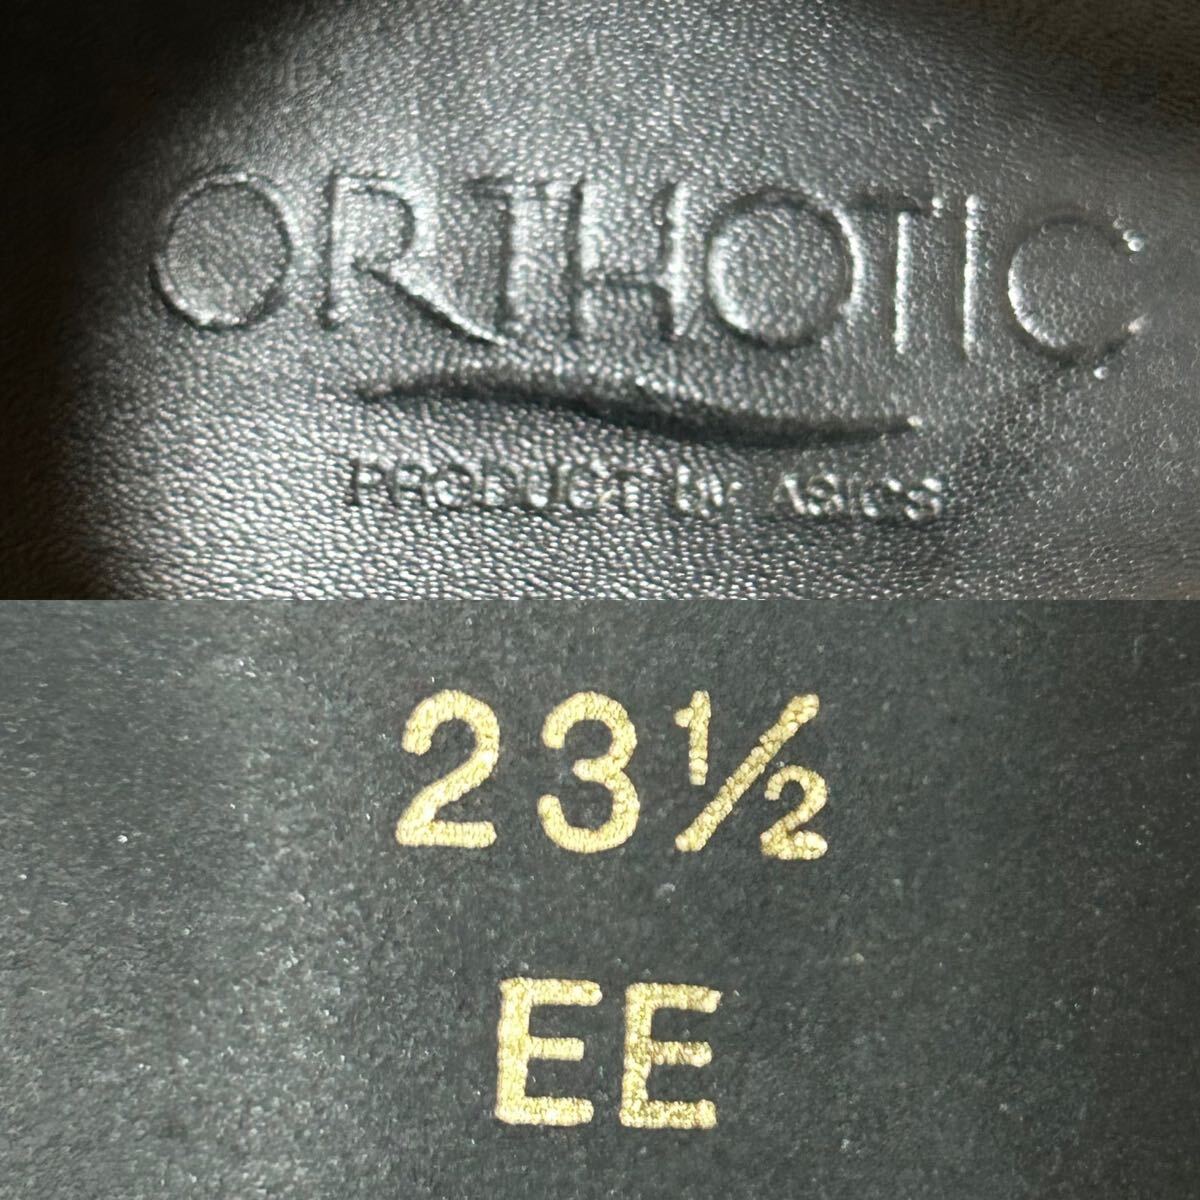 ORTHOTIC
PRODUCT by ASICS
23½
EE